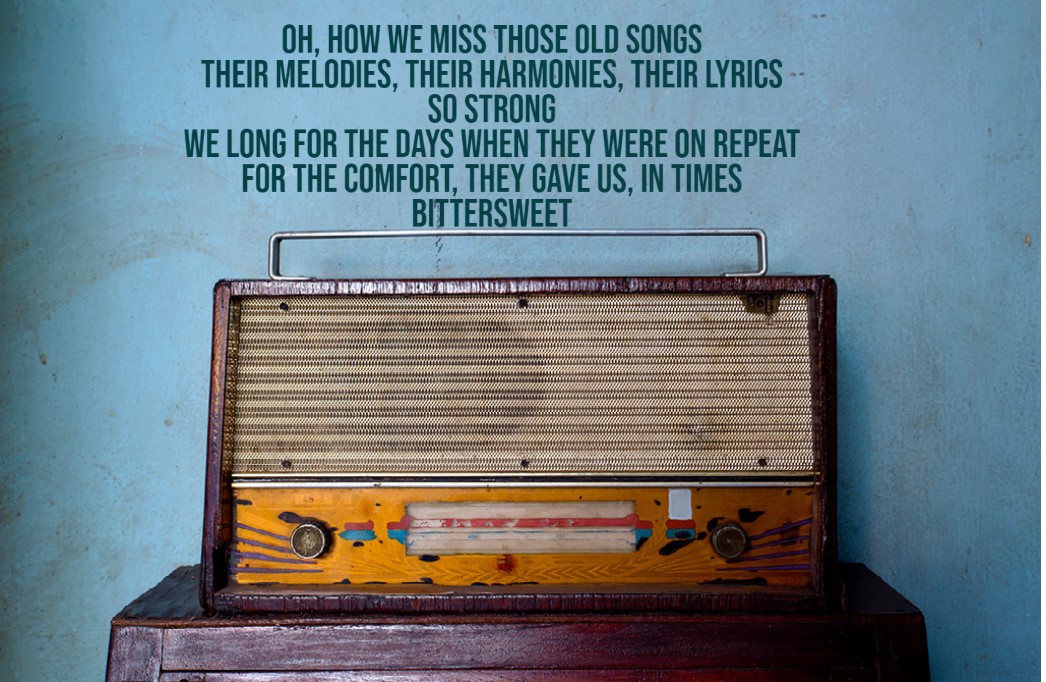 OH, HOW WE MISS THOSE OLD SONGS
THEIR MELODIES, THEIR HARMONIES, THEIR LYRICS
SO STRONG
WE LONG FOR THE DAYS WHEN THEY WERE ON REPEAT
FOR THE COMFORT, THEY GAVE US, IN TIMES
BITTERSWEET